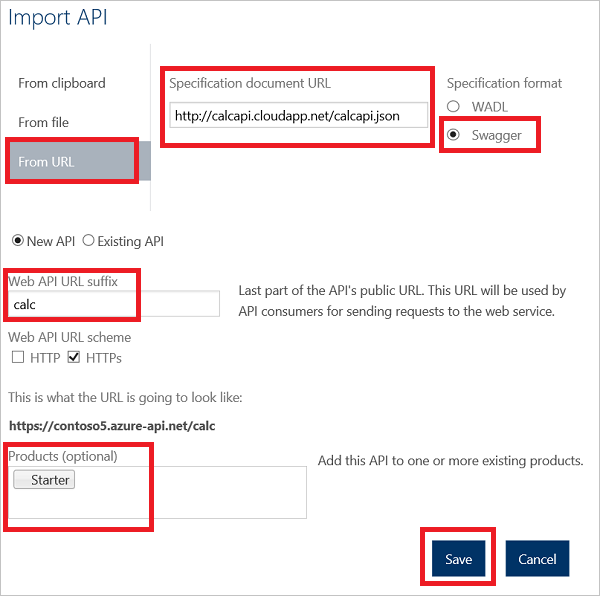 Import API
From clipboard
From file
From URL
Specification document URL
http://calcapi.cloudapp.net/calcapi.json
Specification format
WADL
Swagger
New API Existing API
Web API URL suffix
calc
Last part of the API's public URL. This URL will be used by
API consumers for sending requests to the web service.
Web API URL scheme
HTTP HTTPs
This is what the URL is going to look like:
https://contoso5.azure-api.net/calc
Products (optional)
Starter
Add this API to one or more existing products.
Save Cancel